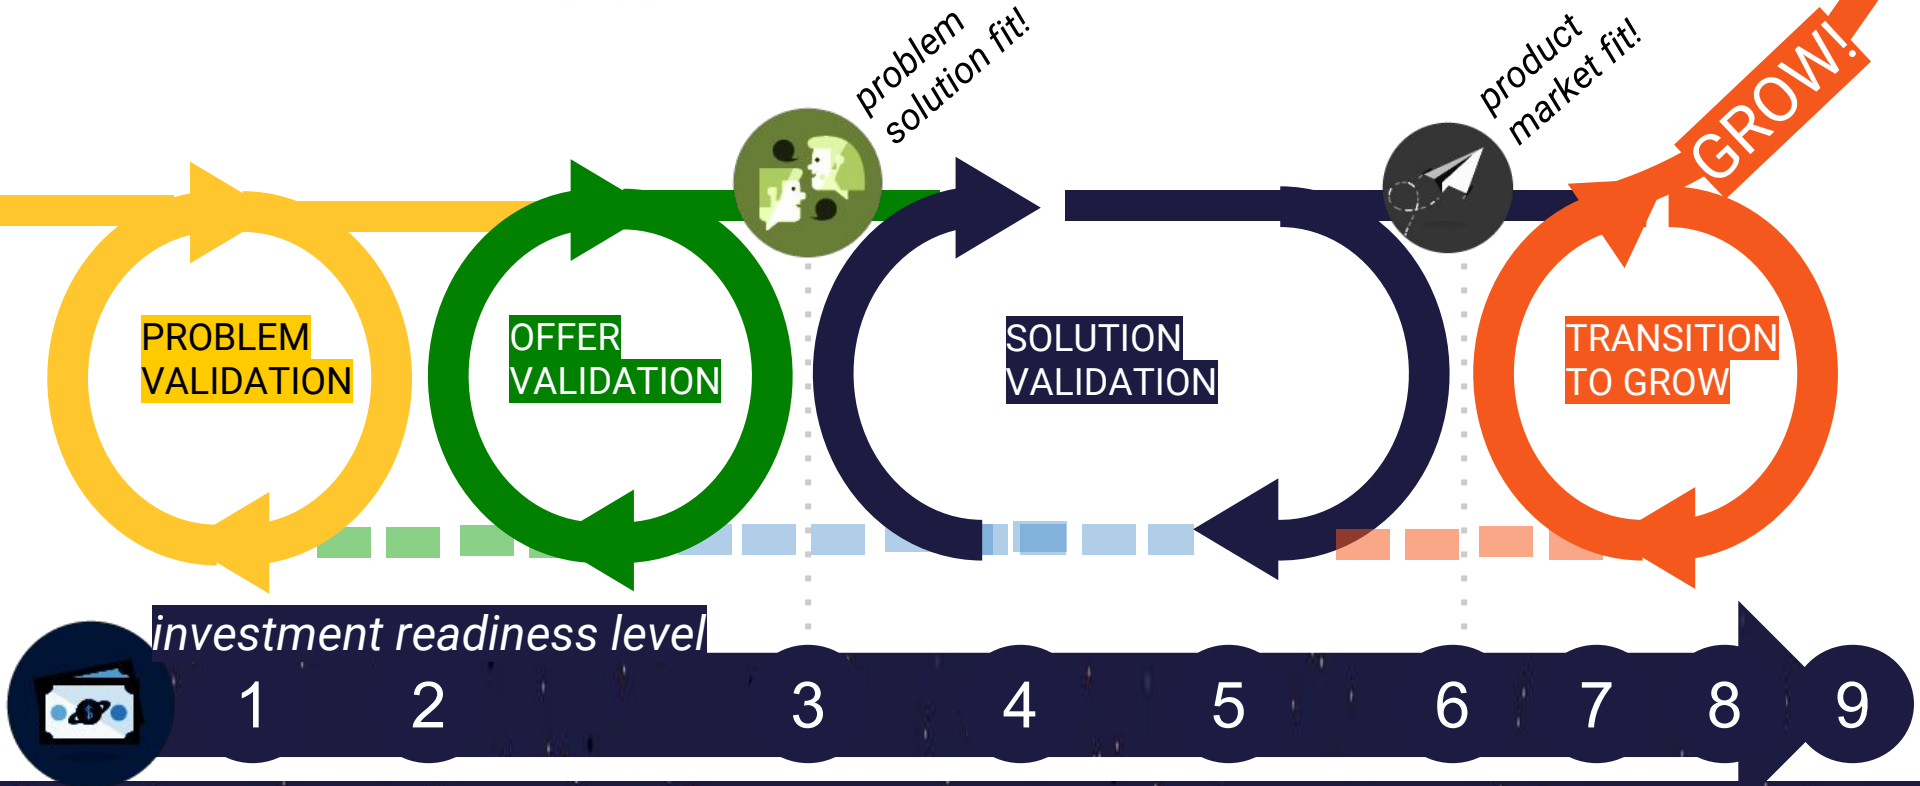 problem
solution fit!
product
market fit!
GROW!
PROBLEM
VALIDATION
OFFER
VALIDATION
SOLUTION
VALIDATION
TRANSITION
TO GROW
investment readiness level
$
1 2 3 4 5 6 7 8 9